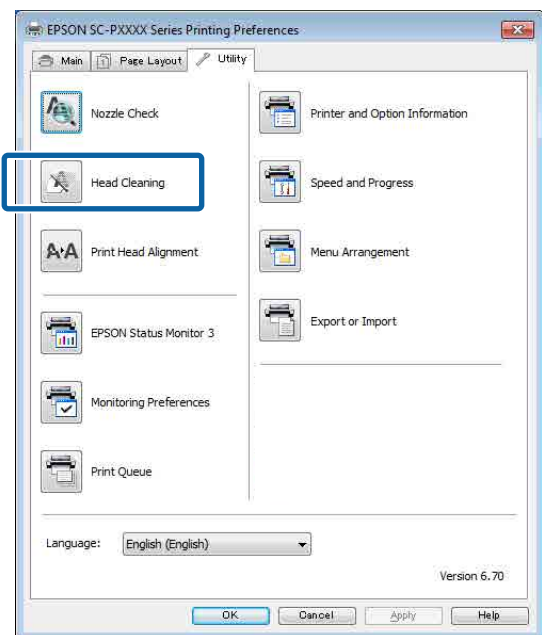 EPSON SC-PXXXX Series Printing Preferences
Main
Page Layout
Utility
Nozzle Check
Printer and Option Information
Head Cleaning
Speed and Progress
Print Head Alignment
Menu Arrangement
EPSON Status Monitor 3
Export or Import
Monitoring Preferences
Print Queue
Language: English (English)
Version 6.70
OK Cancel Apply Help